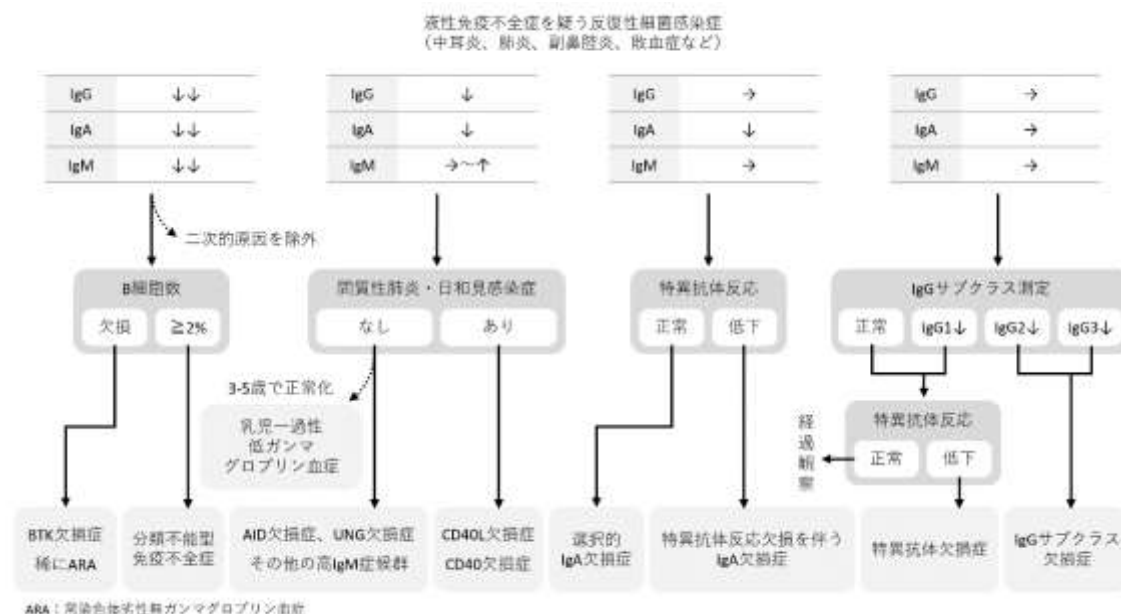 液性免疫不全症を疑う反復性細菌感染症
（中耳炎、肺炎、副鼻腔炎、敗血症など）
IgG ↓↓
IgA ↓↓
IgM ↓↓
IgG ↓
IgA ↓
IgM →～↑
IgG →
IgA ↓
IgM →
IgG →
IgA →
IgM →
二次的原因を除外
B細胞数
欠損 ≧2%
間質性肺炎・日和見感染症
なし あり
特異抗体反応
正常 低下
IgGサブクラス測定
正常 IgG1↓ IgG2↓ IgG3↓
3-5歳で正常化
乳児一過性
低ガンマ
グロブリン血症
特異抗体反応
正常 低下
経過観察
BTK欠損症
稀にARA
分類不能型
免疫不全症
AID欠損症、UNG欠損症
その他の高IgM症候群
CD40L欠損症
CD40欠損症
選択的
IgA欠損症
特異抗体反応欠損を伴う
IgA欠損症
特異抗体欠損症
IgGサブクラス
欠損症
ARA：常染色体劣性無ガンマグロブリン血症